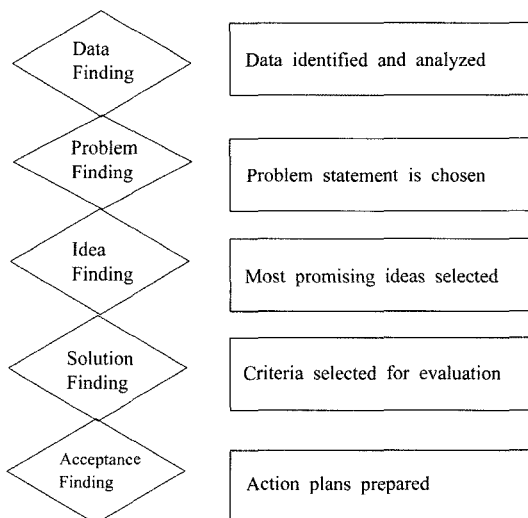 Data
Finding
Data identified and analyzed
Problem
Finding
Problem statement is chosen
Idea
Finding
Most promising ideas selected
Solution
Finding
Criteria selected for evaluation
Acceptance
Finding
Action plans prepared